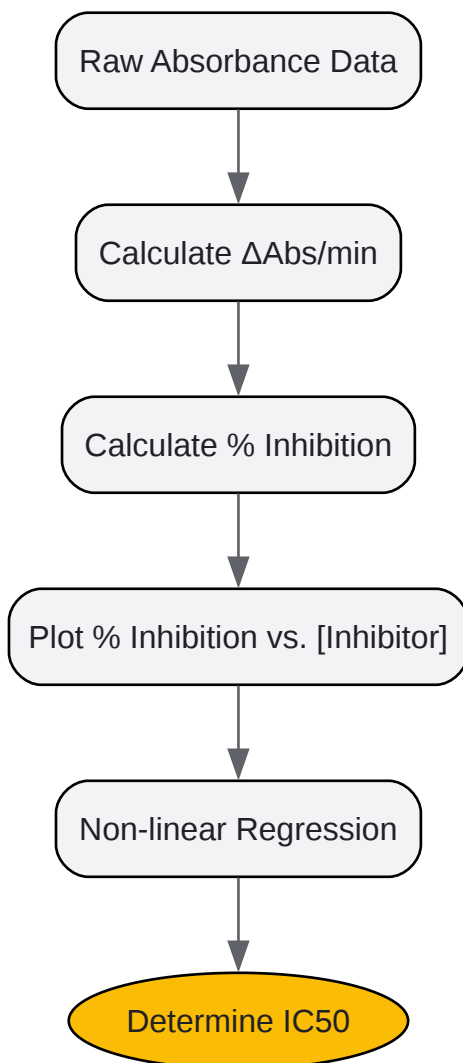 Raw Absorbance Data
Calculate ΔAbs/min
Calculate % Inhibition
Plot % Inhibition vs. [Inhibitor]
Non-linear Regression
Determine IC50